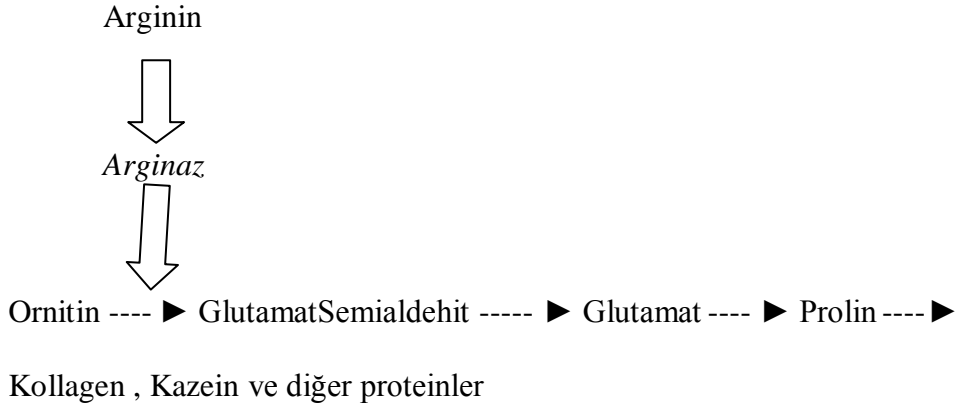 Arginin
Arginaz
Ornitin ---- ► GlutamatSemialdehit ----- ► Glutamat ---- ► Prolin ---- ►
Kollagen , Kazein ve diğer proteinler